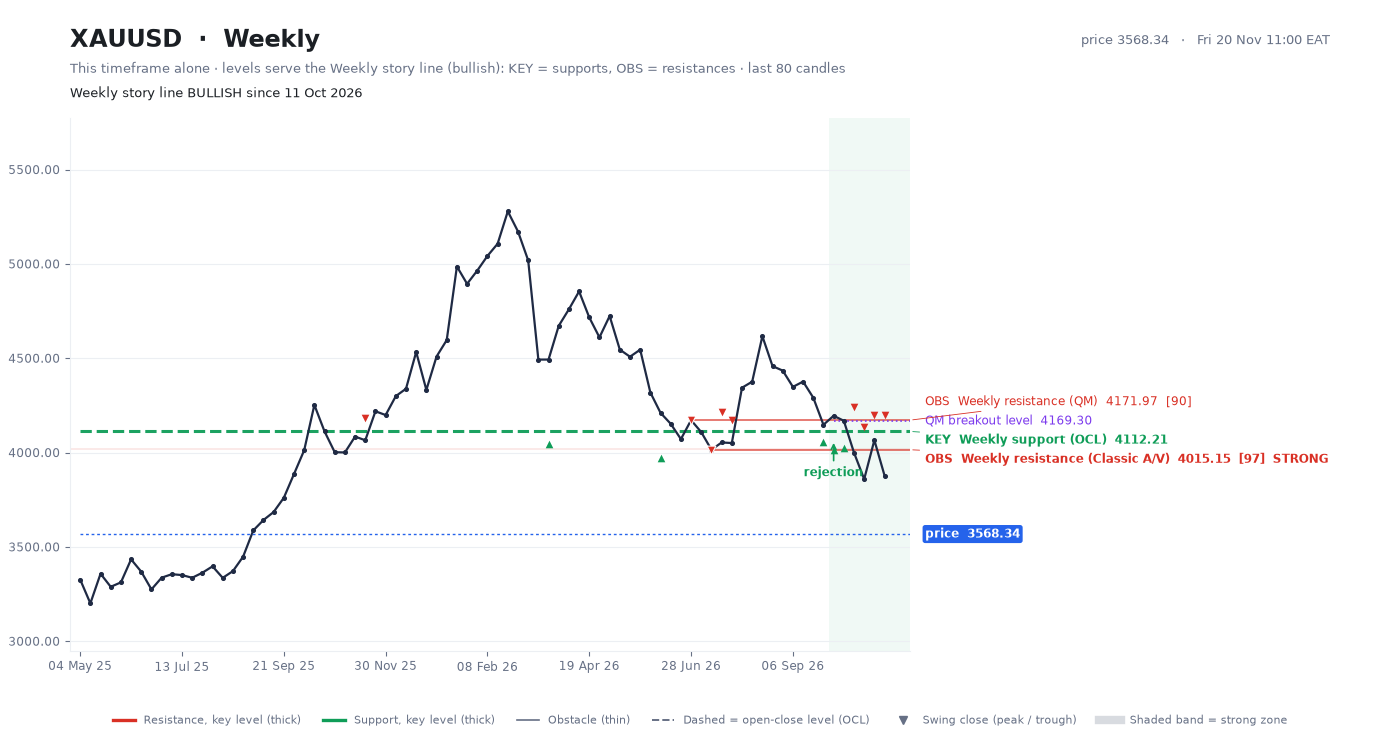 XAUUSD · Weekly
price 3568.34 · Fri 20 Nov 11:00 EAT
This timeframe alone · levels serve the Weekly story line (bullish): KEY = supports, OBS = resistances · last 80 candles
Weekly story line BULLISH since 11 Oct 2026
5500.00
5000.00
4500.00
4000.00
3500.00
3000.00
OBS Weekly resistance (QM) 4171.97 [90]
QM breakout level 4169.30
KEY Weekly support (OCL) 4112.21
OBS Weekly resistance (Classic A/V) 4015.15 [97] STRONG
rejection
price 3568.34
04 May 25
13 Jul 25
21 Sep 25
30 Nov 25
08 Feb 26
19 Apr 26
28 Jun 26
06 Sep 26
Resistance, key level (thick)
Support, key level (thick)
Obstacle (thin)
Dashed = open-close level (OCL)
Swing close (peak / trough)
Shaded band = strong zone